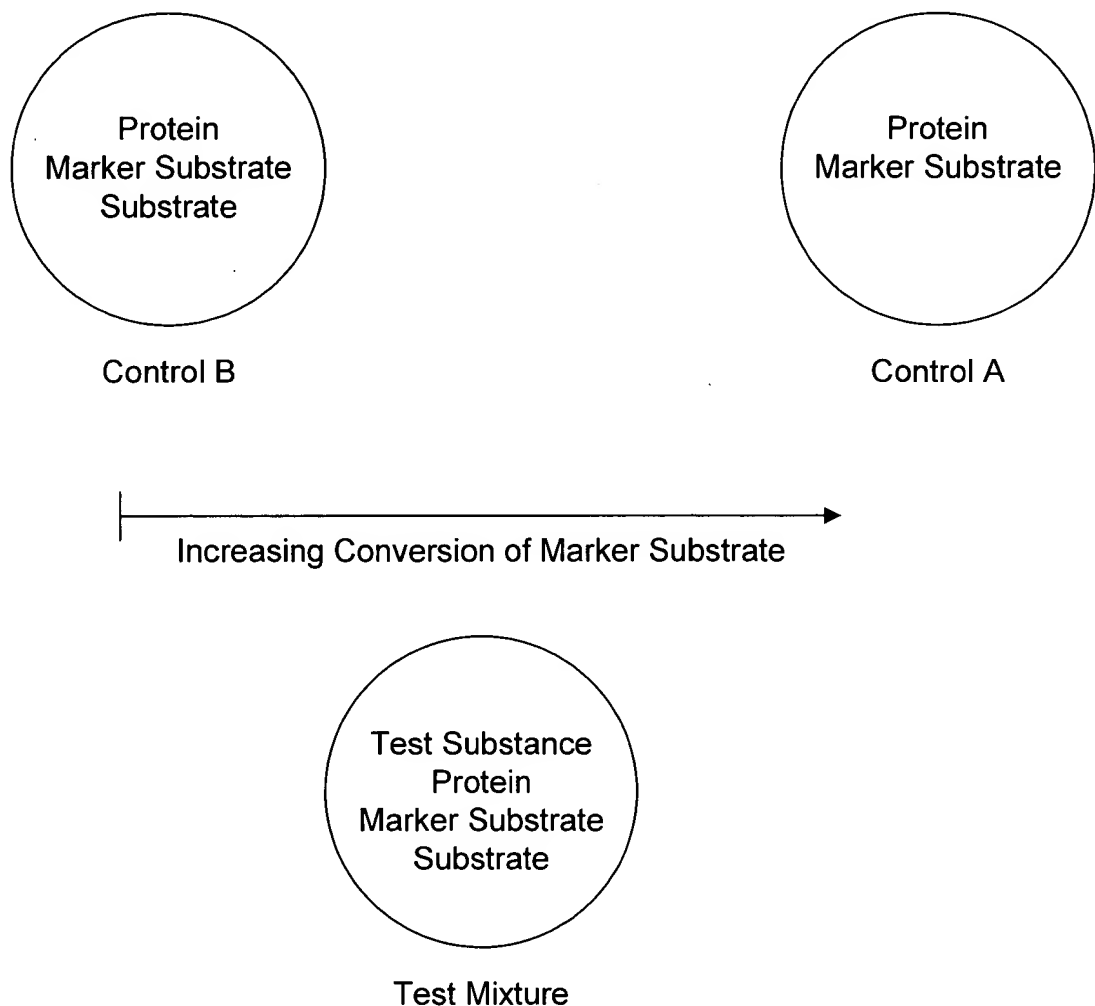 Protein
Marker Substrate
Substrate
Control B
Protein
Marker Substrate
Control A
Increasing Conversion of Marker Substrate
Test Substance
Protein
Marker Substrate
Substrate
Test Mixture